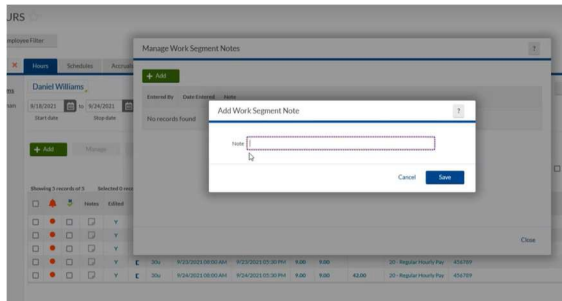 URS
Employee Filter
Hours Schedules Accruals
Daniel Williams
8/18/2021 to 9/24/2021
Start date Stop date
+ Add Manage
Showing 5 records of 5 Selected 0
Notes Edited
Y
Y
Y
Y
Y
Manage Work Segment Notes ?
+ Add
Entered By Date Entered Note
No records found
Add Work Segment Note ?
Note
Cancel Save
Close
9/23/2021 08:00 AM 9/23/2021 05:30 PM 9.00 9.00 20 - Regular Hourly Pay 456789
9/24/2021 08:00 AM 9/24/2021 05:30 PM 9.00 9.00 43.00 20 - Regular Hourly Pay 456789